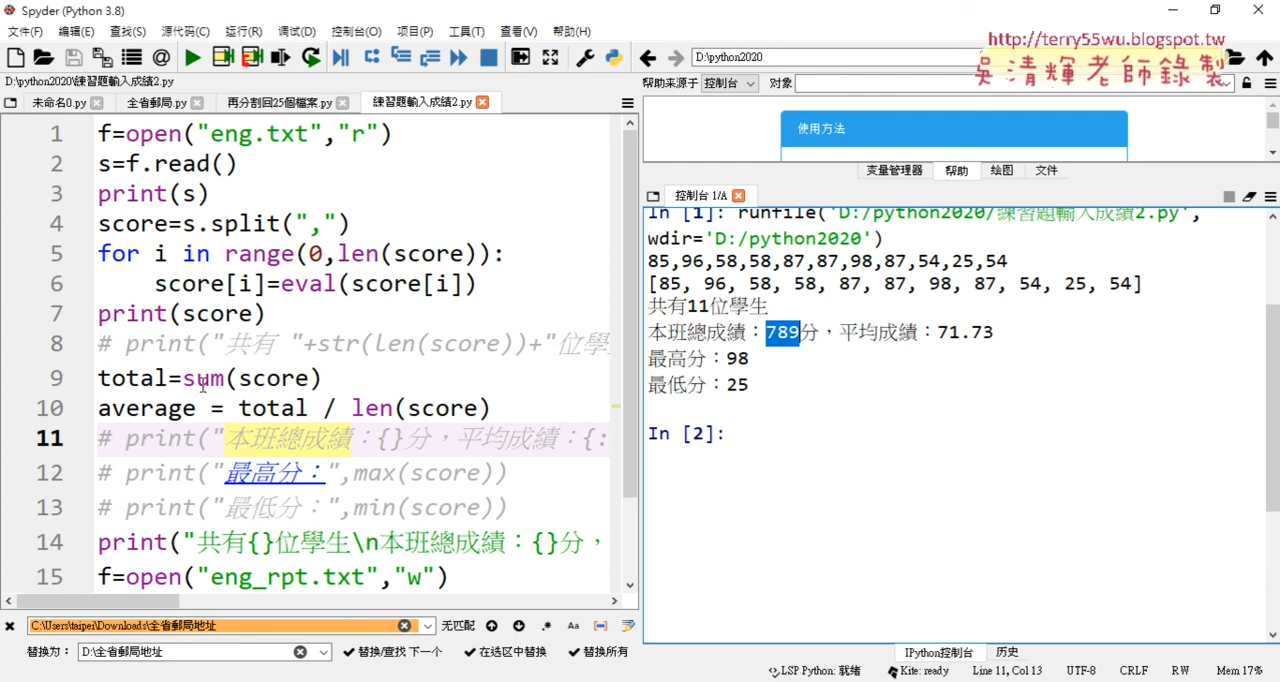 Spyder (Python 3.8)
文件(F) 编辑(E) 查找(S) 源代码(C) 运行(R) 调试(D) 控制台(O) 项目(P) 工具(T) 查看(V) 帮助(H)
D:\python2020
http://terry55wu.blogspot.tw
吳清輝老師錄製
D:\python2020\練習題輸入成績2.py
帮助来源于 控制台 对象
未命名0.py 全省郵局.py 再分割回25個檔案.py 練習題輸入成績2.py
1 f=open("eng.txt","r")
2 s=f.read()
3 print(s)
4 score=s.split(",")
5 for i in range(0,len(score)):
6 score[i]=eval(score[i])
7 print(score)
8 # print("共有 "+str(len(score))+"位學
9 total=sum(score)
10 average = total / len(score)
11 # print("本班總成績：{}分，平均成績：{:
12 # print("最高分：",max(score))
13 # print("最低分：",min(score))
14 print("共有{}位學生\n本班總成績：{}分，
15 f=open("eng_rpt.txt","w")
使用方法
变量管理器 帮助 绘图 文件
控制台 1/A
In [1]: runfile('D:/python2020/練習題輸入成績2.py',
wdir='D:/python2020')
85,96,58,58,87,87,98,87,54,25,54
[85, 96, 58, 58, 87, 87, 98, 87, 54, 25, 54]
共有11位學生
本班總成績：789分，平均成績：71.73
最高分：98
最低分：25
In [2]:
C:\Users\taipei\Downloads\全省郵局地址 无匹配 Aa
替换为： D:\全省郵局地址 替换/查找 下一个 在选区中替换 替换所有
IPython控制台 历史
LSP Python: 就绪 Kite: ready Line 11, Col 13 UTF-8 CRLF RW Mem 17%